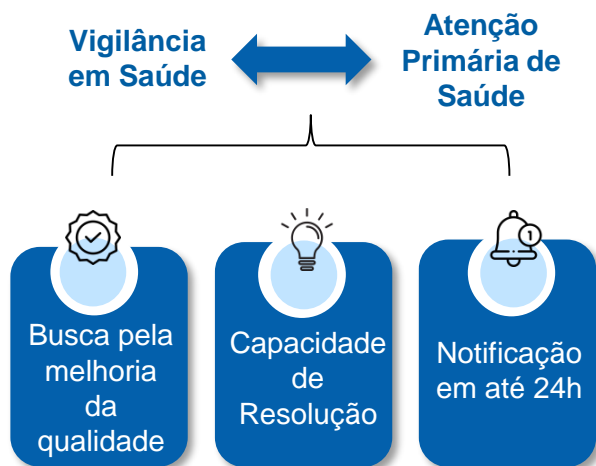 Vigilância
em Saúde
Atenção
Primária de
Saúde
1
Busca pela
melhoria
da
qualidade
Capacidade
de
Resolução
Notificação
em até 24h